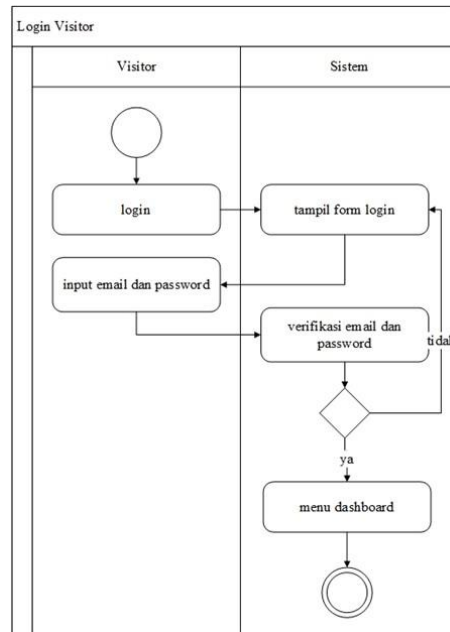 Login Visitor
Visitor
Sistem
login
tampil form login
input email dan password
verifikasi email dan
password
tidak
ya
menu dashboard